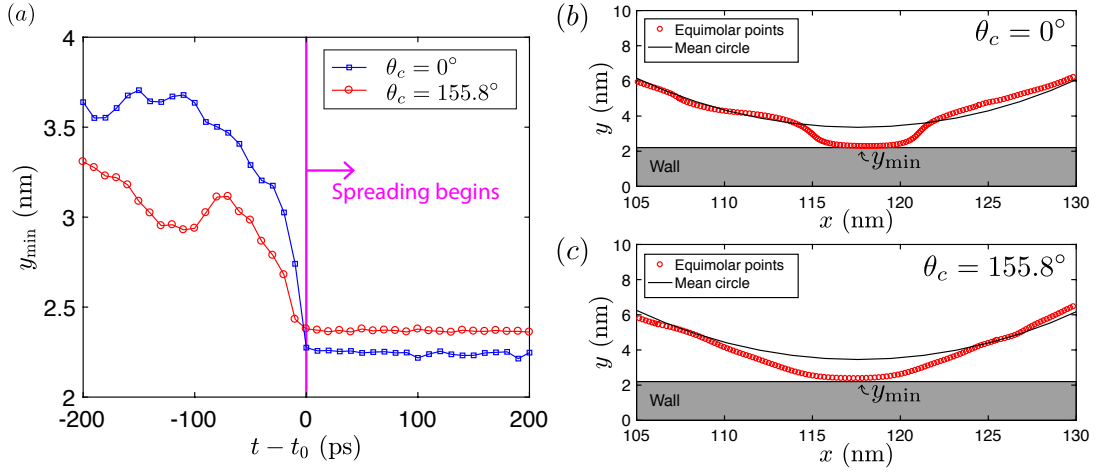 (a)
4
3.5
3
2.5
2
y_min (nm)
θ_c = 0°
θ_c = 155.8°
Spreading begins
-200 -100 0 100 200
t − t_0 (ps)
(b)
10
8
6
4
2
0
y (nm)
Equimolar points
Mean circle
θ_c = 0°
y_min
Wall
105 110 115 120 125 130
x (nm)
(c)
10
8
6
4
2
0
y (nm)
Equimolar points
Mean circle
θ_c = 155.8°
y_min
Wall
105 110 115 120 125 130
x (nm)